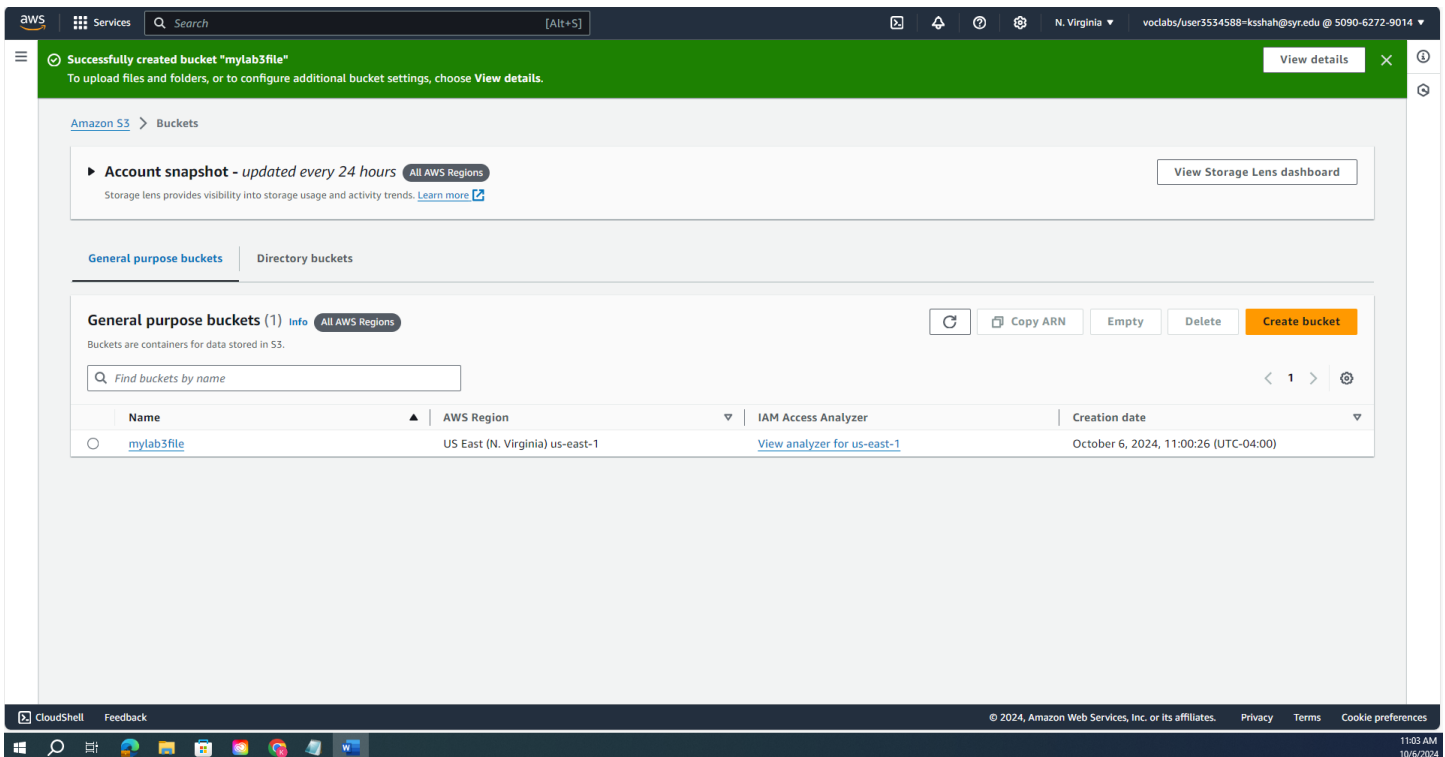 aws Services Search [Alt+S] N. Virginia ▼ voclabs/user3534588=ksshah@syr.edu @ 5090-6272-9014 ▼
Successfully created bucket "mylab3file"
To upload files and folders, or to configure additional bucket settings, choose View details.
View details
Amazon S3 > Buckets
Account snapshot - updated every 24 hours All AWS Regions
Storage lens provides visibility into storage usage and activity trends. Learn more
View Storage Lens dashboard
General purpose buckets Directory buckets
General purpose buckets (1) Info All AWS Regions
Copy ARN Empty Delete Create bucket
Buckets are containers for data stored in S3.
Find buckets by name
1
Name AWS Region IAM Access Analyzer Creation date
mylab3file US East (N. Virginia) us-east-1 View analyzer for us-east-1 October 6, 2024, 11:00:26 (UTC-04:00)
CloudShell Feedback © 2024, Amazon Web Services, Inc. or its affiliates. Privacy Terms Cookie preferences
11:03 AM
10/6/2024